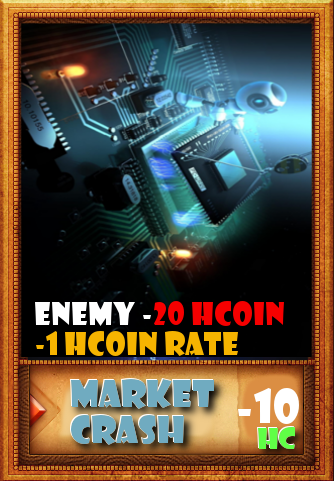 ENEMY -20 HCOIN
-1 HCOIN RATE
MARKET
CRASH
-10
HC